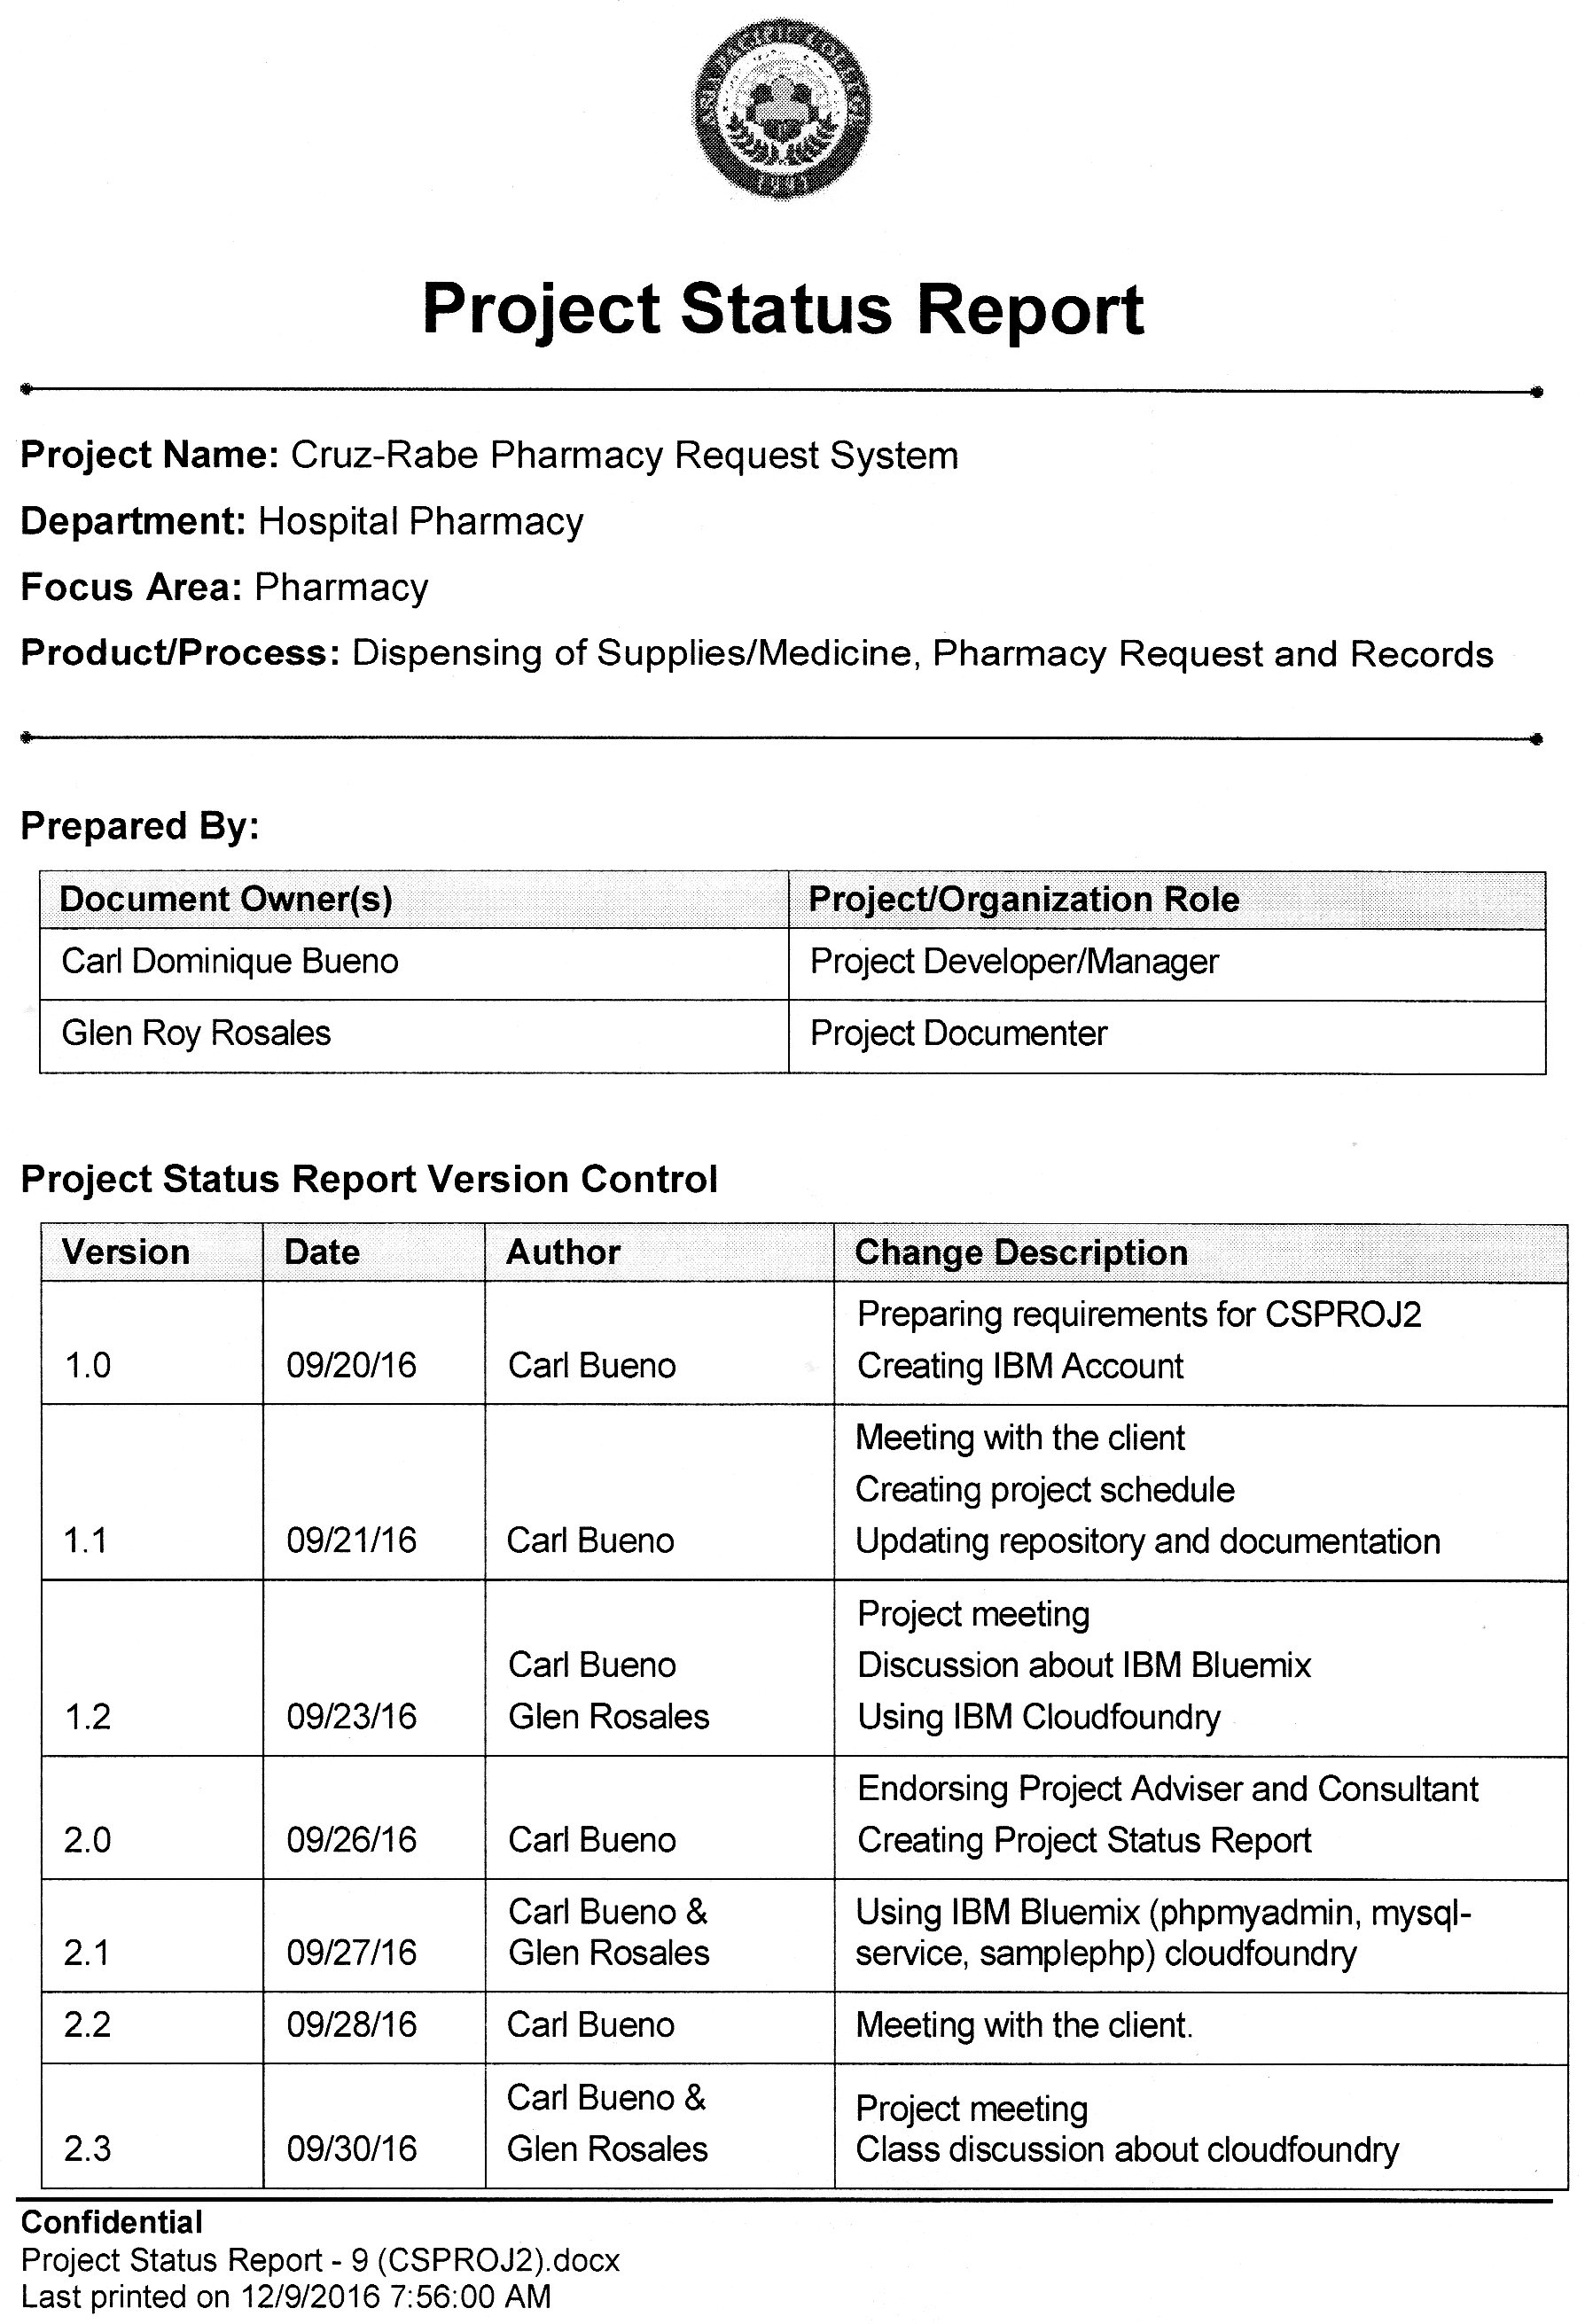 ASIA PACIFIC COLLEGE
1991
Project Status Report
Project Name: Cruz-Rabe Pharmacy Request System
Department: Hospital Pharmacy
Focus Area: Pharmacy
Product/Process: Dispensing of Supplies/Medicine, Pharmacy Request and Records
Prepared By:
Document Owner(s) Project/Organization Role
Carl Dominique Bueno Project Developer/Manager
Glen Roy Rosales Project Documenter
Project Status Report Version Control
Version Date Author Change Description
Preparing requirements for CSPROJ2
1.0 09/20/16 Carl Bueno Creating IBM Account
Meeting with the client
Creating project schedule
1.1 09/21/16 Carl Bueno Updating repository and documentation
Project meeting
Carl Bueno Discussion about IBM Bluemix
1.2 09/23/16 Glen Rosales Using IBM Cloudfoundry
Endorsing Project Adviser and Consultant
2.0 09/26/16 Carl Bueno Creating Project Status Report
Carl Bueno & Using IBM Bluemix (phpmyadmin, mysql-
2.1 09/27/16 Glen Rosales service, samplephp) cloudfoundry
2.2 09/28/16 Carl Bueno Meeting with the client.
Carl Bueno & Project meeting
2.3 09/30/16 Glen Rosales Class discussion about cloudfoundry
Confidential
Project Status Report - 9 (CSPROJ2).docx
Last printed on 12/9/2016 7:56:00 AM